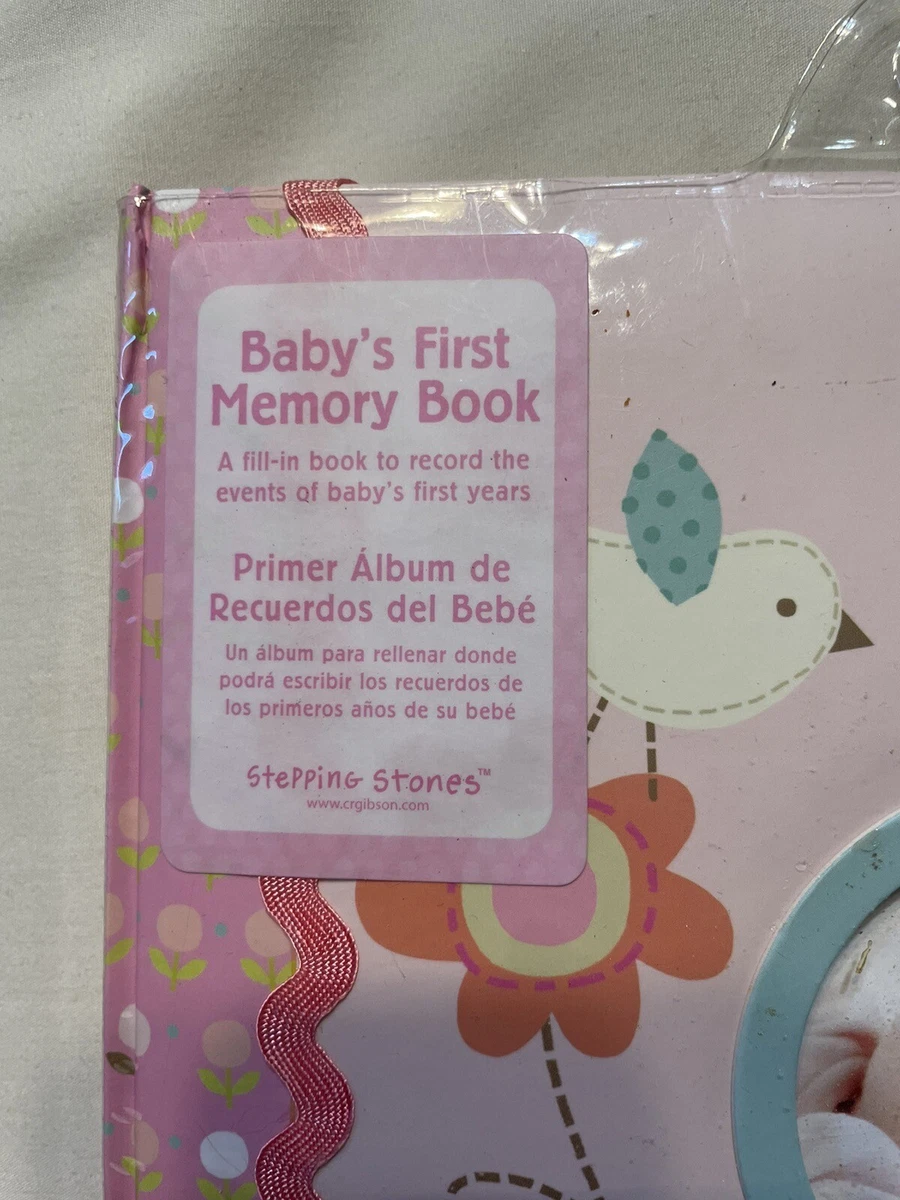 Baby's First
Memory Book
A fill-in book to record the
events of baby's first years
Primer Álbum de
Recuerdos del Bebé
Un álbum para rellenar donde
podrá escribir los recuerdos de
los primeros años de su bebé
Stepping Stones™
www.crgibson.com